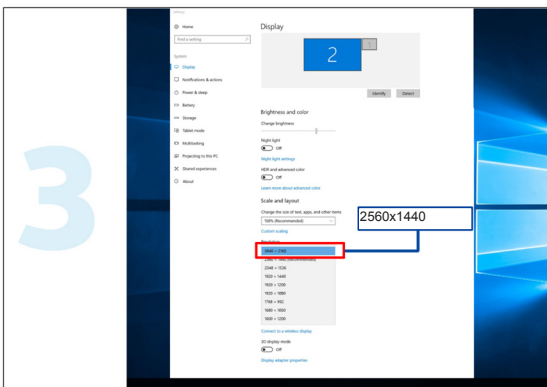 3
Home
Find a setting
System
Display
Notifications & actions
Power & sleep
Battery
Storage
Tablet mode
Multitasking
Projecting to this PC
Shared experiences
About
Display
2
1
Identify
Detect
Brightness and color
Change brightness
Night light
Off
Night light settings
HDR and advanced color
Off
Learn more about advanced color
Scale and layout
Change the size of text, apps, and other items
100% (Recommended)
Custom scaling
Resolution
2048 × 1536
1920 × 1440
1920 × 1200
1920 × 1080
1768 × 992
1680 × 1050
1600 × 1200
Connect to a wireless display
3D display mode
Off
Display adapter properties
2560x1440